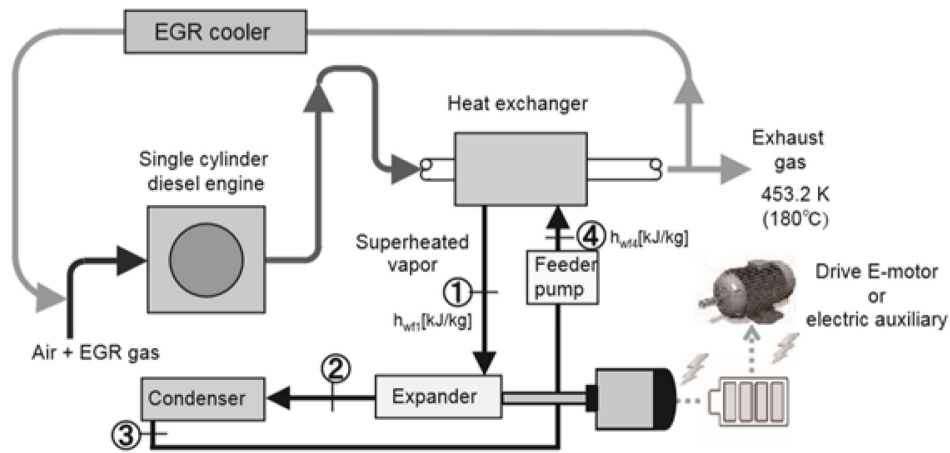 EGR cooler
Heat exchanger
Single cylinder
diesel engine
Exhaust
gas
453.2 K
(180℃)
Superheated
vapor
①
h_wf1[kJ/kg]
④ h_wf4[kJ/kg]
Feeder
pump
Drive E-motor
or
electric auxiliary
Air + EGR gas
Condenser
②
Expander
③